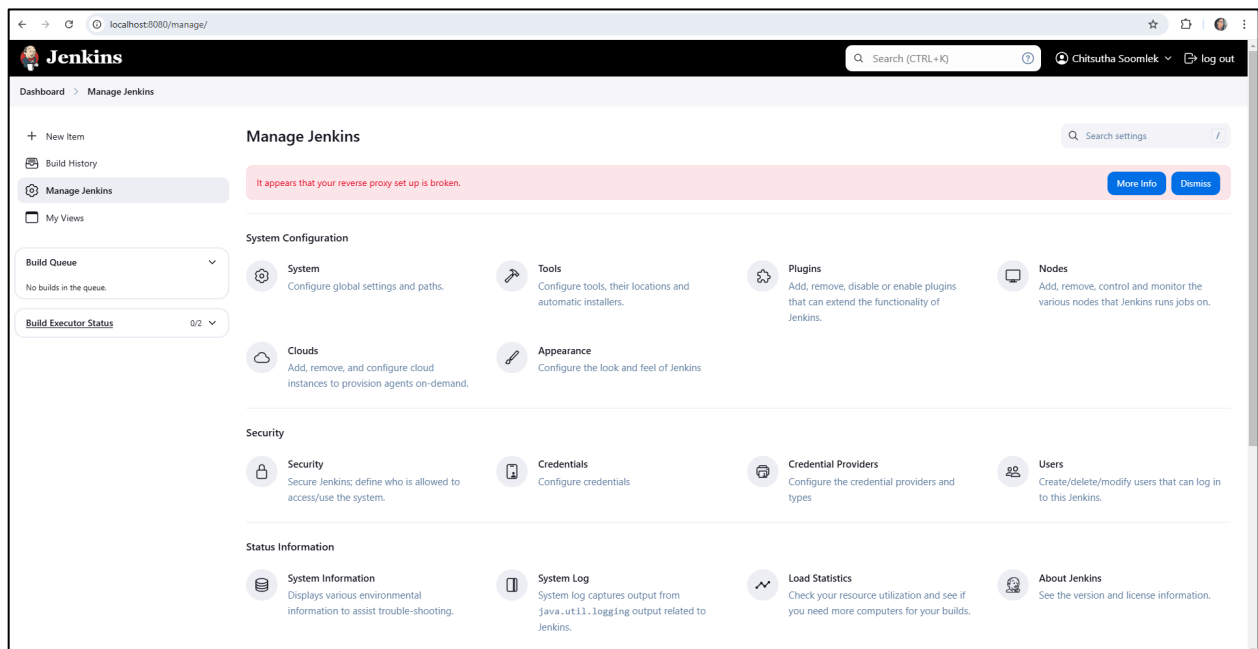 localhost:8080/manage/
Jenkins
Search (CTRL+K)
?
Chitsutha Soomlek
log out
Dashboard > Manage Jenkins
New Item
Build History
Manage Jenkins
My Views
Build Queue
No builds in the queue.
Build Executor Status
0/2
Manage Jenkins
Search settings
/
It appears that your reverse proxy set up is broken.
More Info
Dismiss
System Configuration
System
Configure global settings and paths.
Tools
Configure tools, their locations and
automatic installers.
Plugins
Add, remove, disable or enable plugins
that can extend the functionality of
Jenkins.
Nodes
Add, remove, control and monitor the
various nodes that Jenkins runs jobs on.
Clouds
Add, remove, and configure cloud
instances to provision agents on-demand.
Appearance
Configure the look and feel of Jenkins
Security
Security
Secure Jenkins; define who is allowed to
access/use the system.
Credentials
Configure credentials
Credential Providers
Configure the credential providers and
types
Users
Create/delete/modify users that can log in
to this Jenkins.
Status Information
System Information
Displays various environmental
information to assist trouble-shooting.
System Log
System log captures output from
java.util.logging output related to
Jenkins.
Load Statistics
Check your resource utilization and see if
you need more computers for your builds.
About Jenkins
See the version and license information.